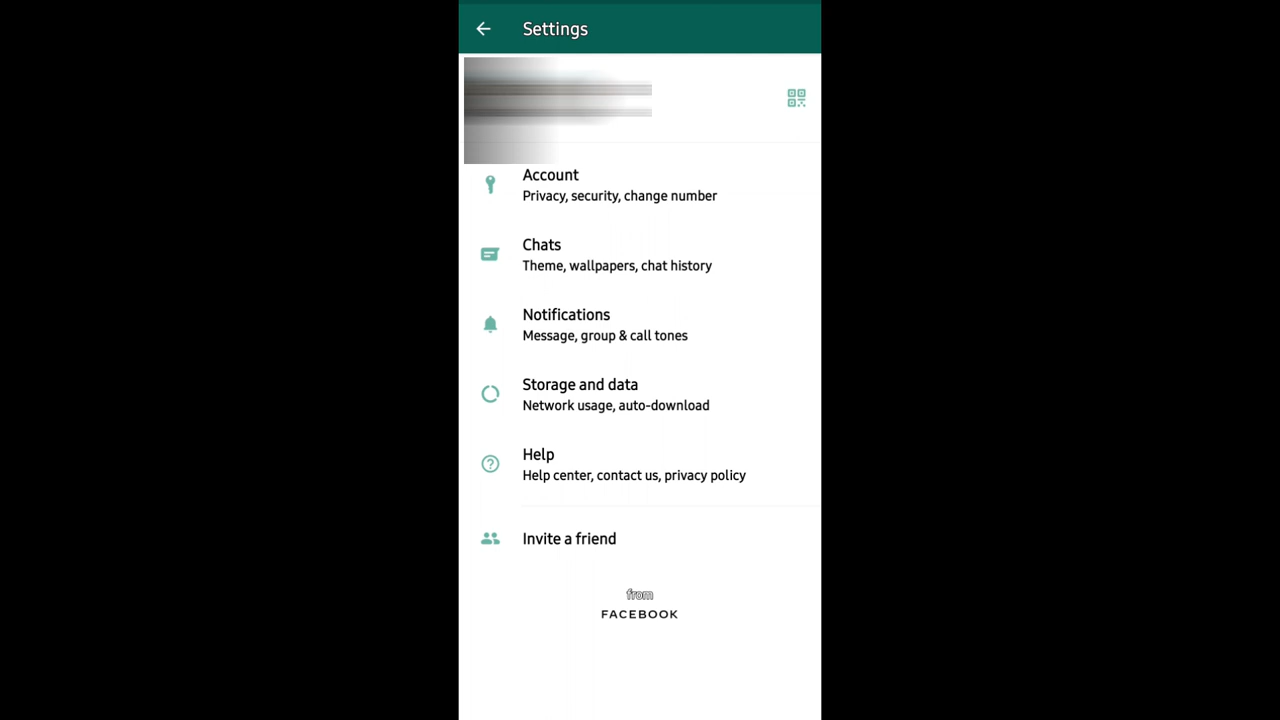 Settings
Account
Privacy, security, change number
Chats
Theme, wallpapers, chat history
Notifications
Message, group & call tones
Storage and data
Network usage, auto-download
Help
Help center, contact us, privacy policy
Invite a friend
from
FACEBOOK